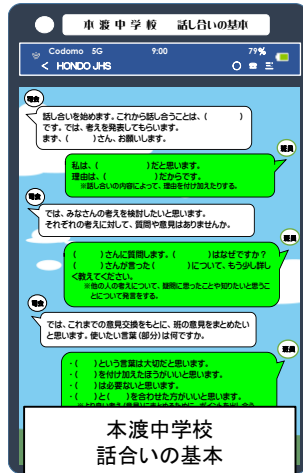 本渡中学校　話し合いの基本
Codomo 5G 9:00 79%
< HONDO JHS
司会
話し合いを始めます。これから話し合うことは、(　　　)
です。では、考えを発表してもらいます。
まず、(　　)さん、お願いします。
班員
私は、(　　　　)だと思います。
理由は、(　　　　)だからです。
※話し合いの内容によって、理由を付け加えたりする。
司会
では、みなさんの考えを検討したいと思います。
それぞれの考えに対して、質問や意見はありませんか。
班員
(　　)さんに質問します。(　　　)はなぜですか？
(　　)さんが言った(　　　　)について、もう少し詳し
く教えてください。
※他の人の考えについて、疑問に思ったことや知りたいと思うこ
とについて発言をする。
司会
では、これまでの意見交換をもとに、班の意見をまとめたい
と思います。使いたい言葉(部分)は何ですか。
班員
・(　　)という言葉は大切だと思います。
・(　　)を付け加えたほうがいいと思います。
・(　　)は必要ないと思います。
・(　　)と(　　)を合わせた方がいいと思います。
本渡中学校
話合いの基本